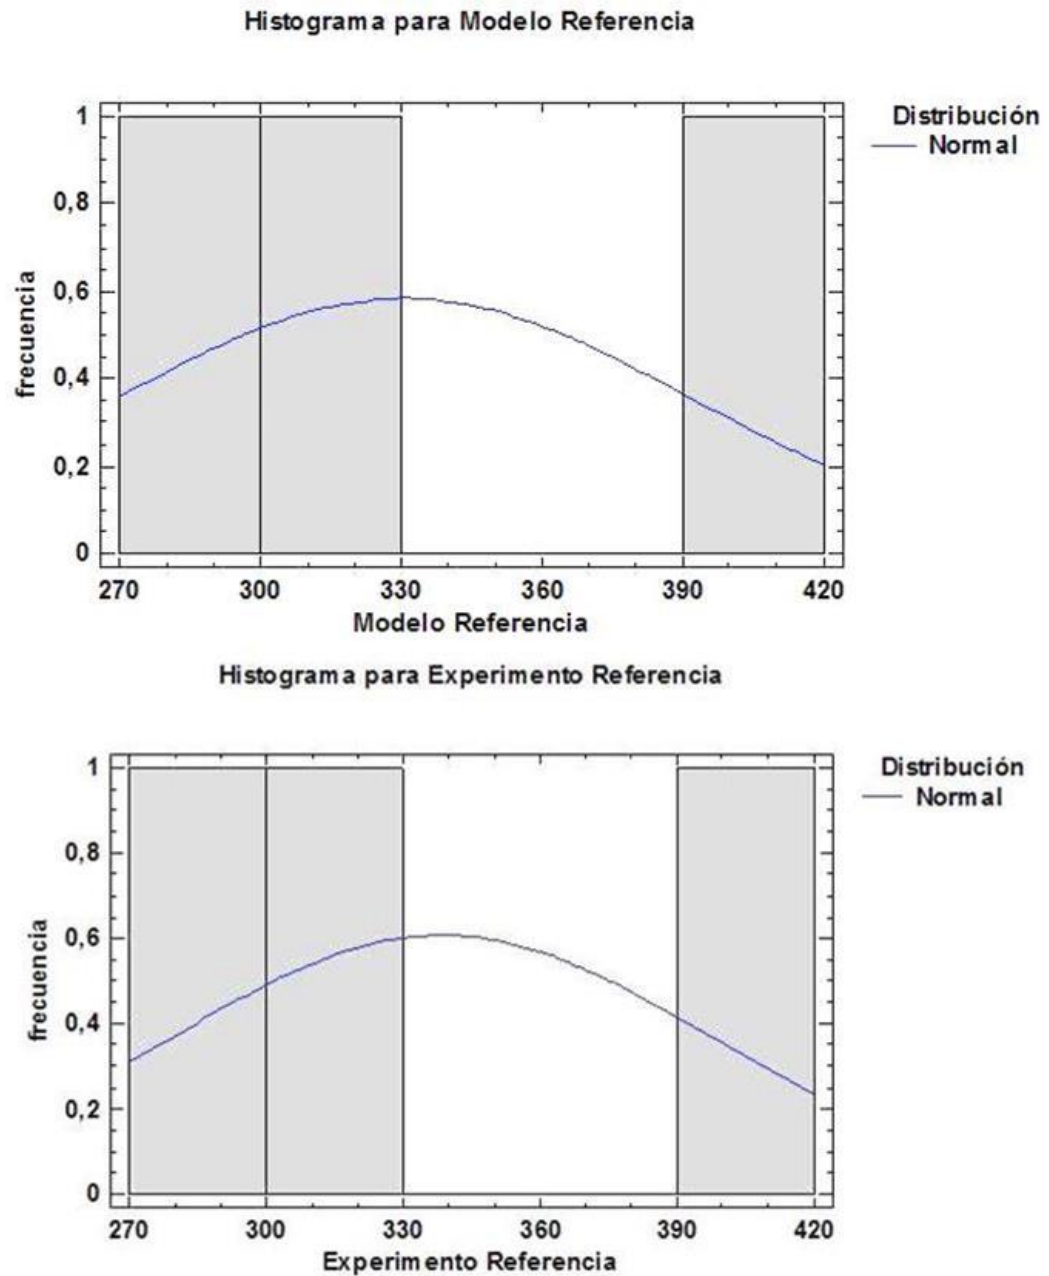 Histograma para Modelo Referencia
Distribución
Normal
frecuencia
1
0,8
0,6
0,4
0,2
0
270 300 330 360 390 420
Modelo Referencia
Histograma para Experimento Referencia
Distribución
Normal
frecuencia
1
0,8
0,6
0,4
0,2
0
270 300 330 360 390 420
Experimento Referencia